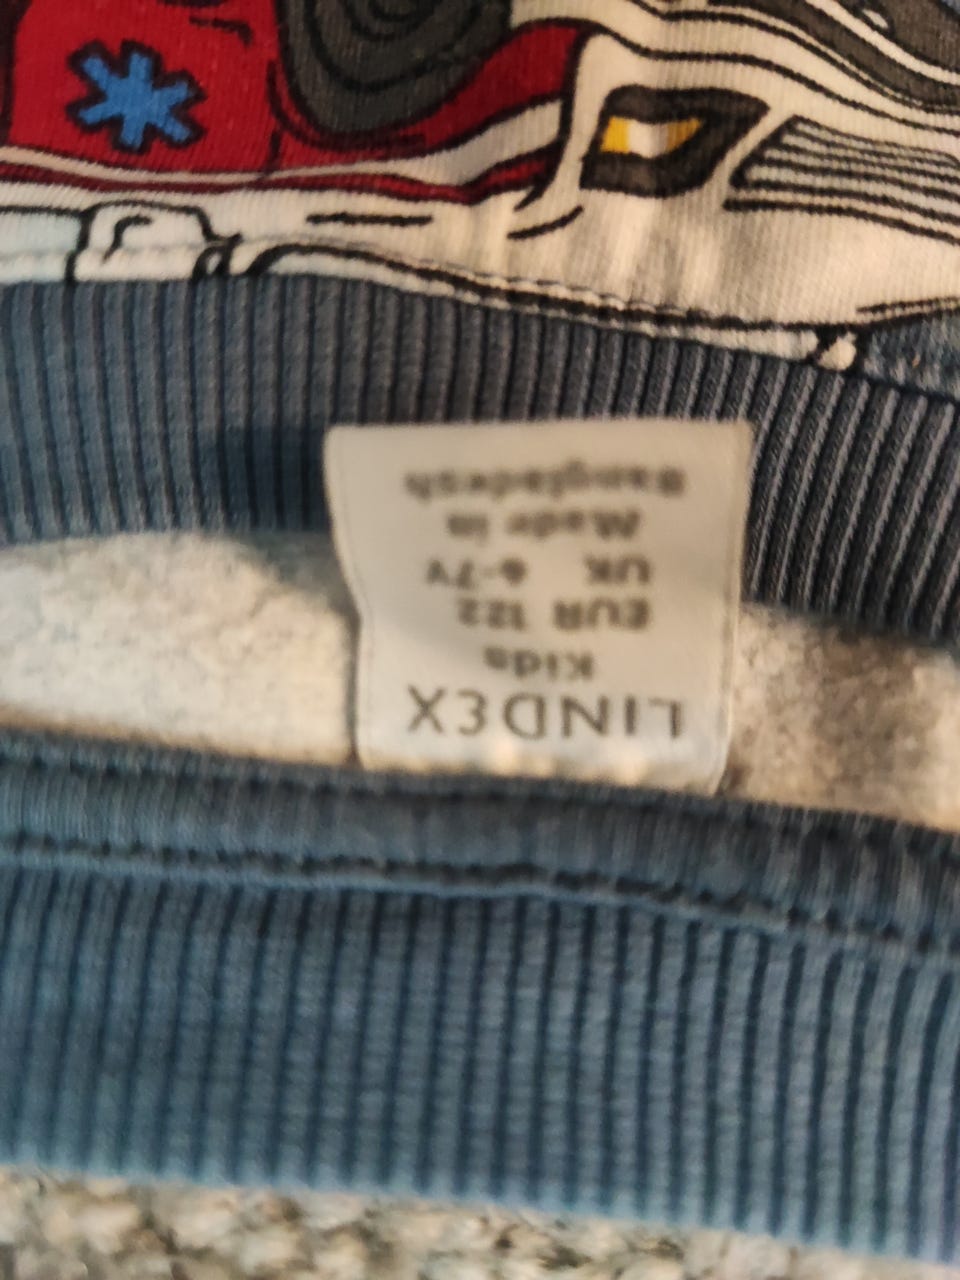 LINDEX
Kids
EUR 122
UK 6-7Y
Made in
Bangladesh